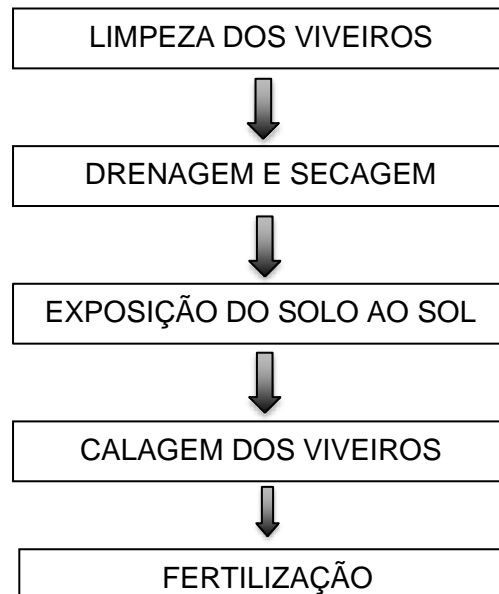 LIMPEZA DOS VIVEIROS
DRENAGEM E SECAGEM
EXPOSIÇÃO DO SOLO AO SOL
CALAGEM DOS VIVEIROS
FERTILIZAÇÃO